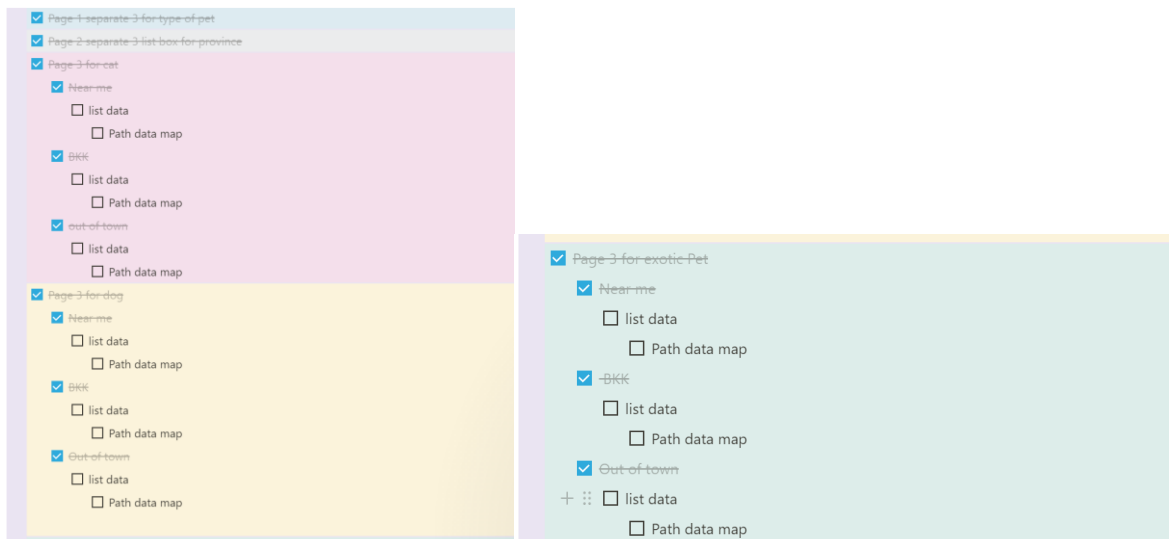 Page 1 separate 3 for type of pet
Page 2 separate 3 list box for province
Page 3 for cat
Near me
list data
Path data map
BKK
list data
Path data map
out of town
list data
Path data map
Page 3 for dog
Near me
list data
Path data map
BKK
list data
Path data map
Out of town
list data
Path data map
Page 3 for exotic Pet
Near me
list data
Path data map
BKK
list data
Path data map
Out of town
list data
Path data map